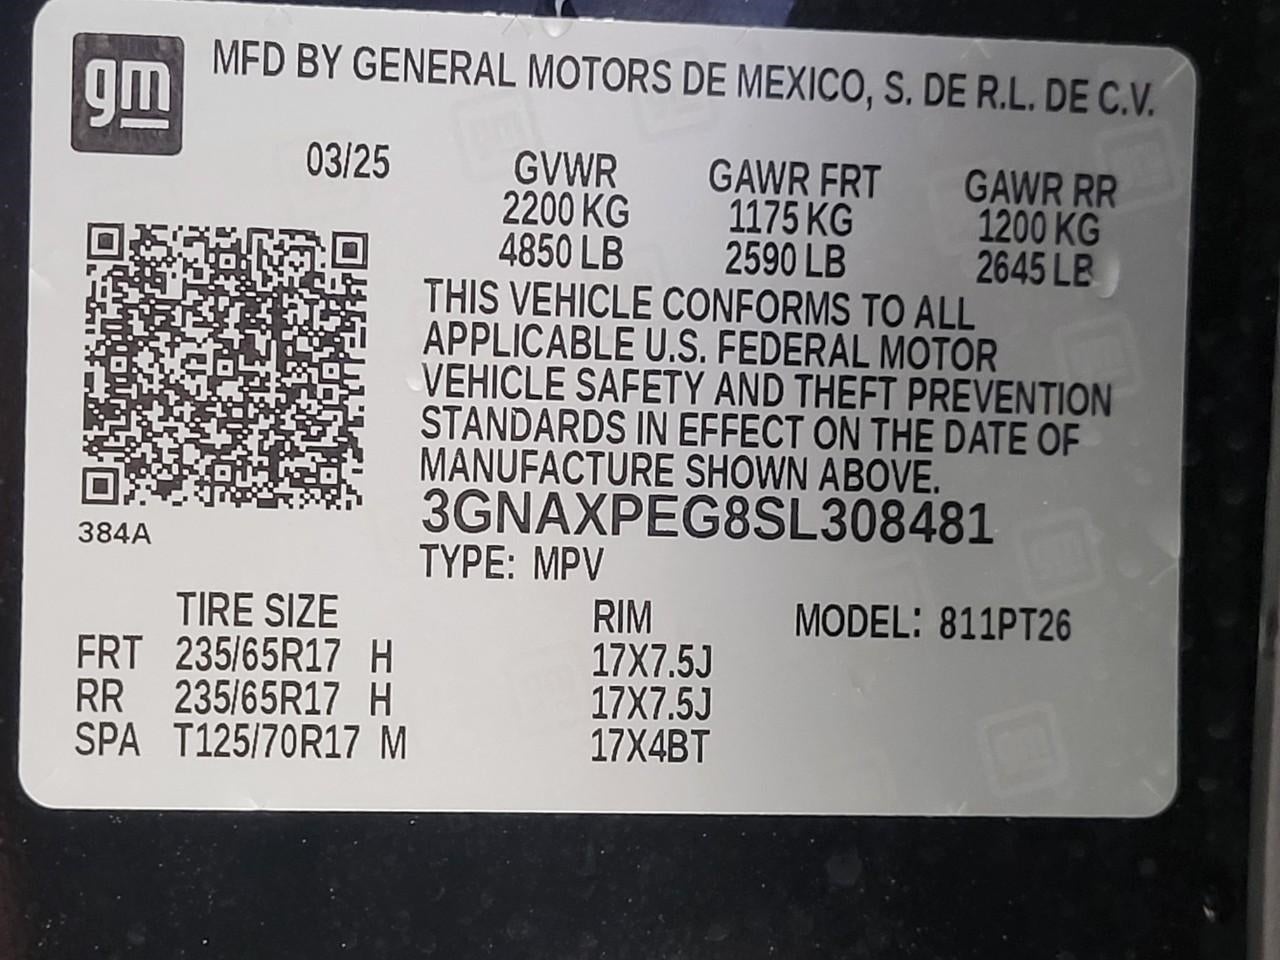 gm
MFD BY GENERAL MOTORS DE MEXICO, S. DE R.L. DE C.V.
03/25 GVWR GAWR FRT GAWR RR
2200 KG 1175 KG 1200 KG
4850 LB 2590 LB 2645 LB
THIS VEHICLE CONFORMS TO ALL
APPLICABLE U.S. FEDERAL MOTOR
VEHICLE SAFETY AND THEFT PREVENTION
STANDARDS IN EFFECT ON THE DATE OF
MANUFACTURE SHOWN ABOVE.
3GNAXPEG8SL308481
384A
TYPE: MPV
TIRE SIZE RIM MODEL: 811PT26
FRT 235/65R17 H 17X7.5J
RR 235/65R17 H 17X7.5J
SPA T125/70R17 M 17X4BT